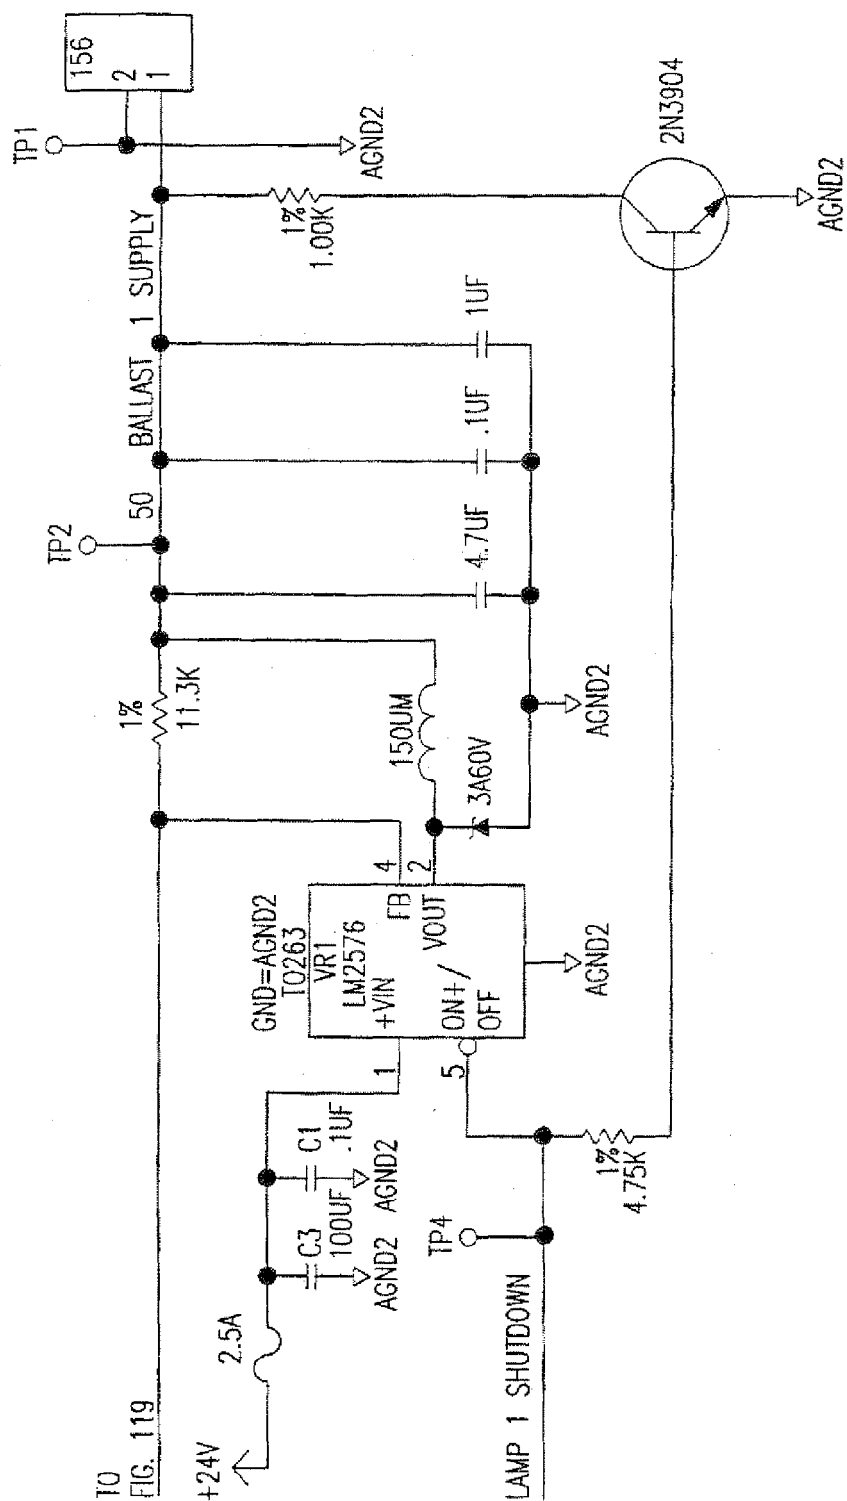 TO
FIG. 119
+24V
2.5A
C3
100UF
AGND2
C1
.1UF
AGND2
LAMP 1 SHUTDOWN
TP4
1%
4.75K
1
5
GND=AGND2
TO263
VR1
LM2576
+VIN
FB
VOUT
ON+/
OFF
4
2
AGND2
1%
11.3K
150UM
3A60V
AGND2
TP2
50
BALLAST 1 SUPPLY
4.7UF
.1UF
1UF
1%
1.00K
TP1
AGND2
156
2
1
2N3904
AGND2